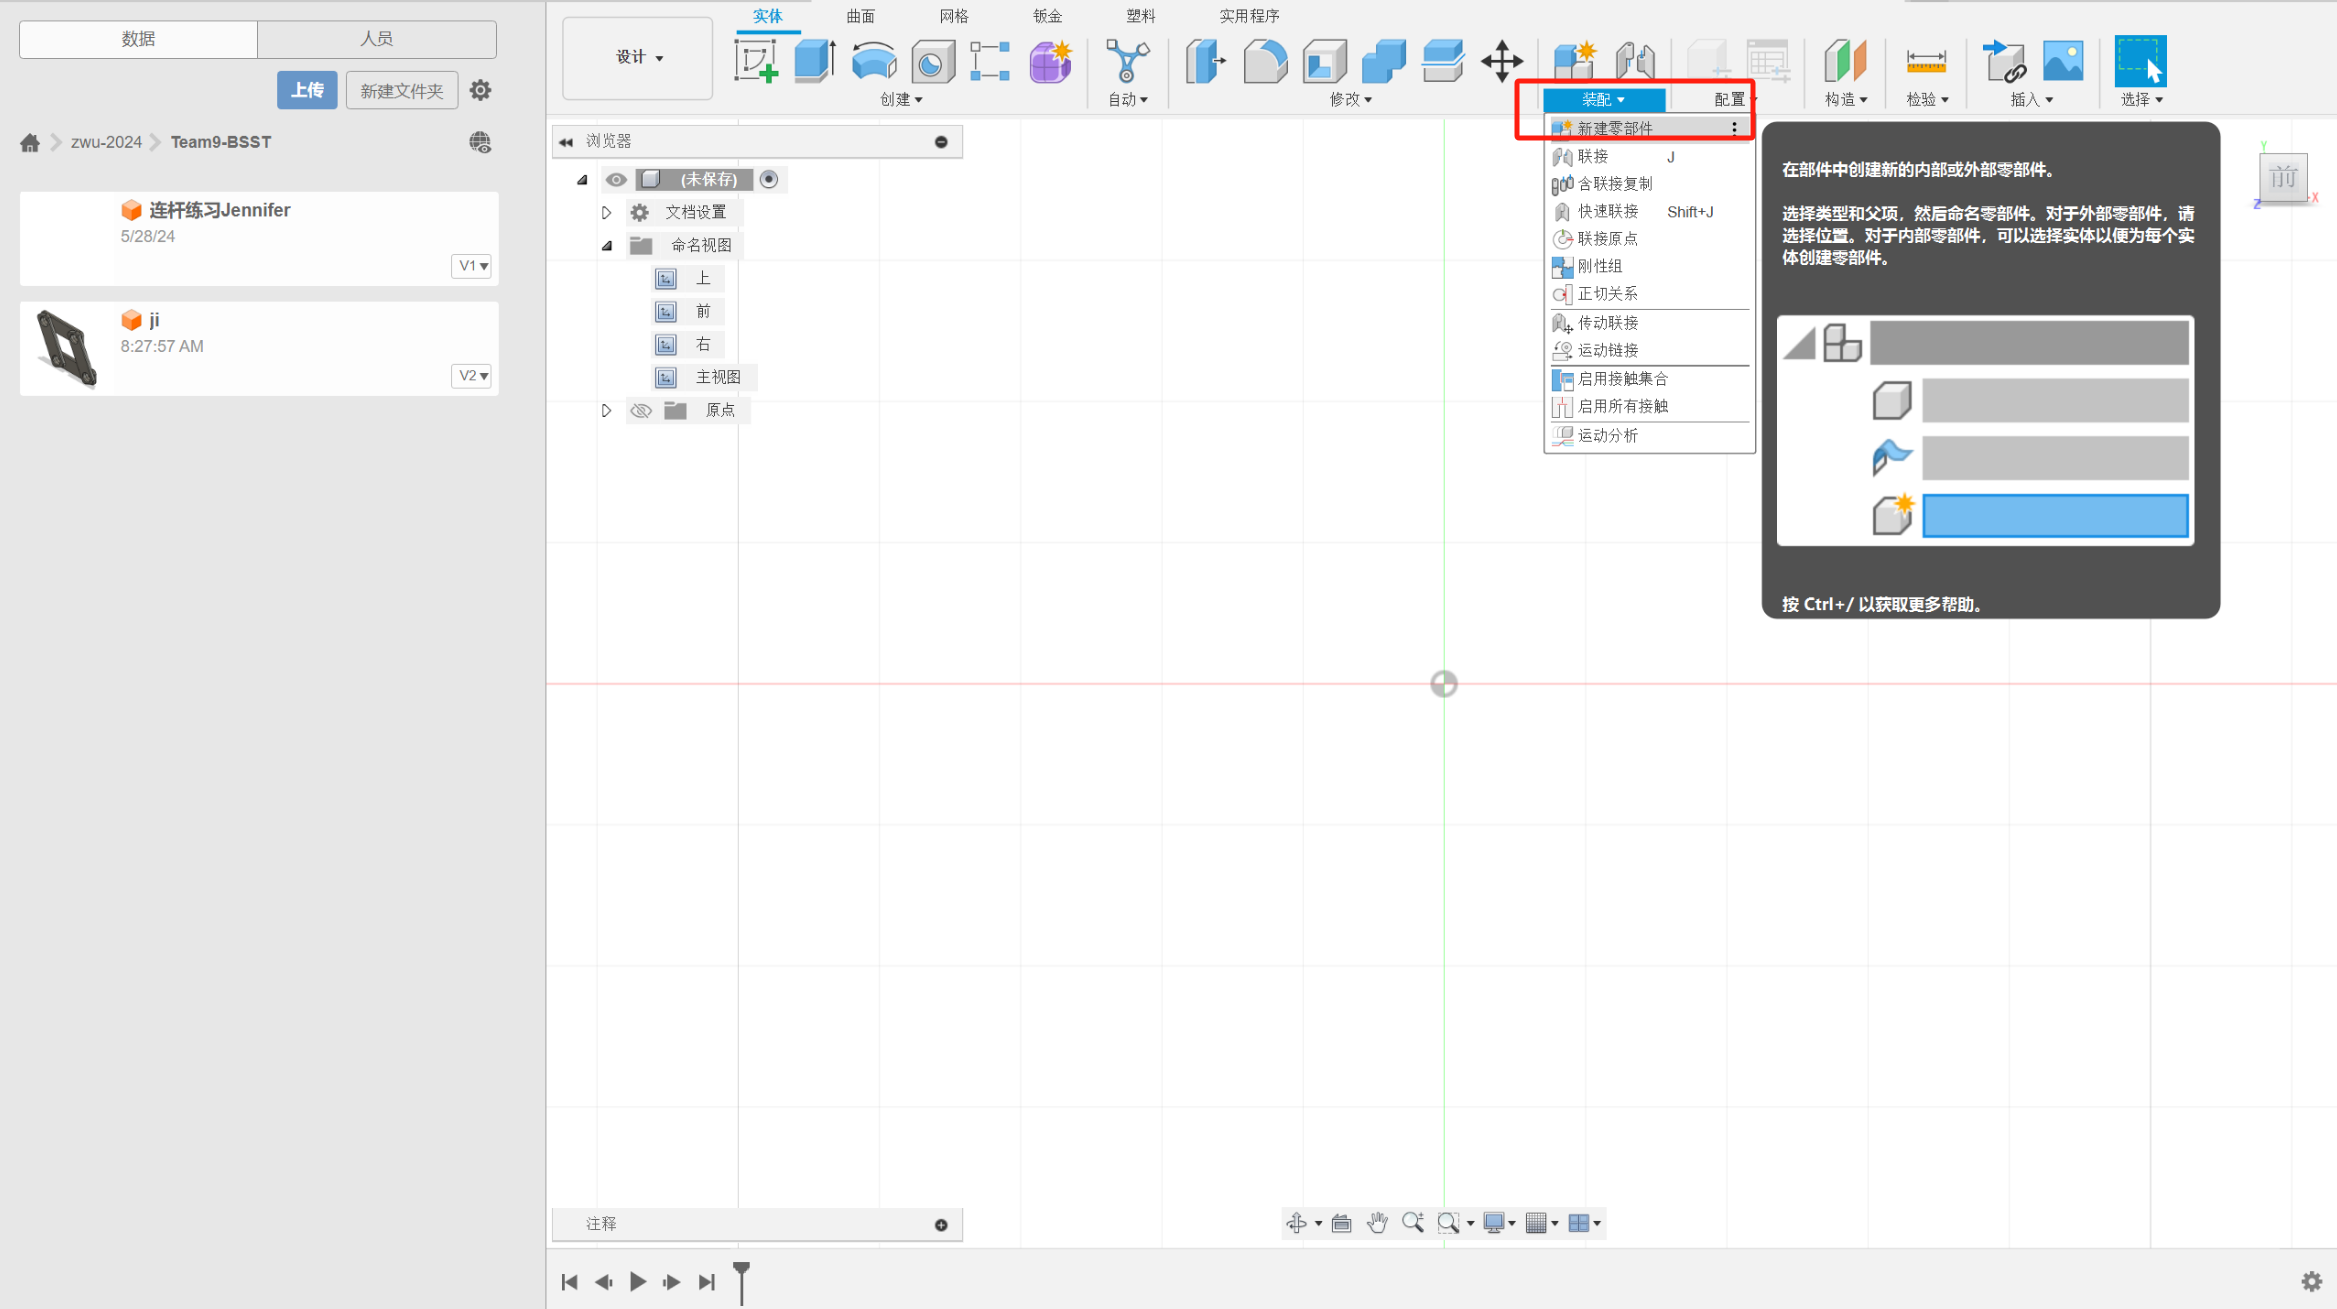 数据
人员
上传
新建文件夹
zwu-2024
Team9-BSST
连杆练习Jennifer
5/28/24
V1
ji
8:27:57 AM
V2
设计
实体
曲面
网格
钣金
塑料
实用程序
创建
自动
修改
装配
配置
构造
检验
插入
选择
浏览器
(未保存)
文档设置
命名视图
上
前
右
主视图
原点
新建零部件
联接 J
含联接复制
快速联接 Shift+J
联接原点
刚性组
正切关系
传动联接
运动链接
启用接触集合
启用所有接触
运动分析
在部件中创建新的内部或外部零部件。
选择类型和父项，然后命名零部件。对于外部零部件，请
选择位置。对于内部零部件，可以选择实体以便为每个实
体创建零部件。
按 Ctrl+/ 以获取更多帮助。
Y
前
X
Z
注释